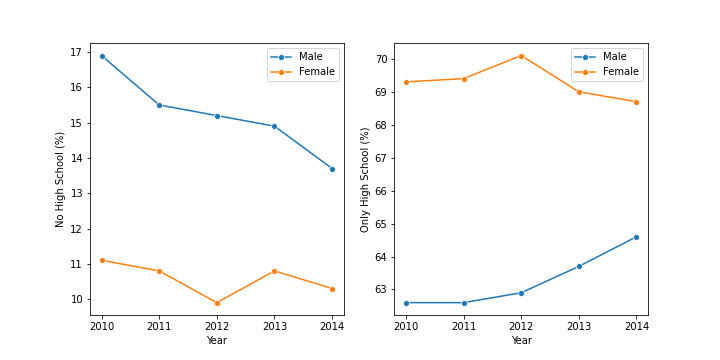 17
16
15
14
13
12
11
10
No High School (%)
2010 2011 2012 2013 2014
Year
Male
Female
70
69
68
67
66
65
64
63
Only High School (%)
2010 2011 2012 2013 2014
Year
Male
Female